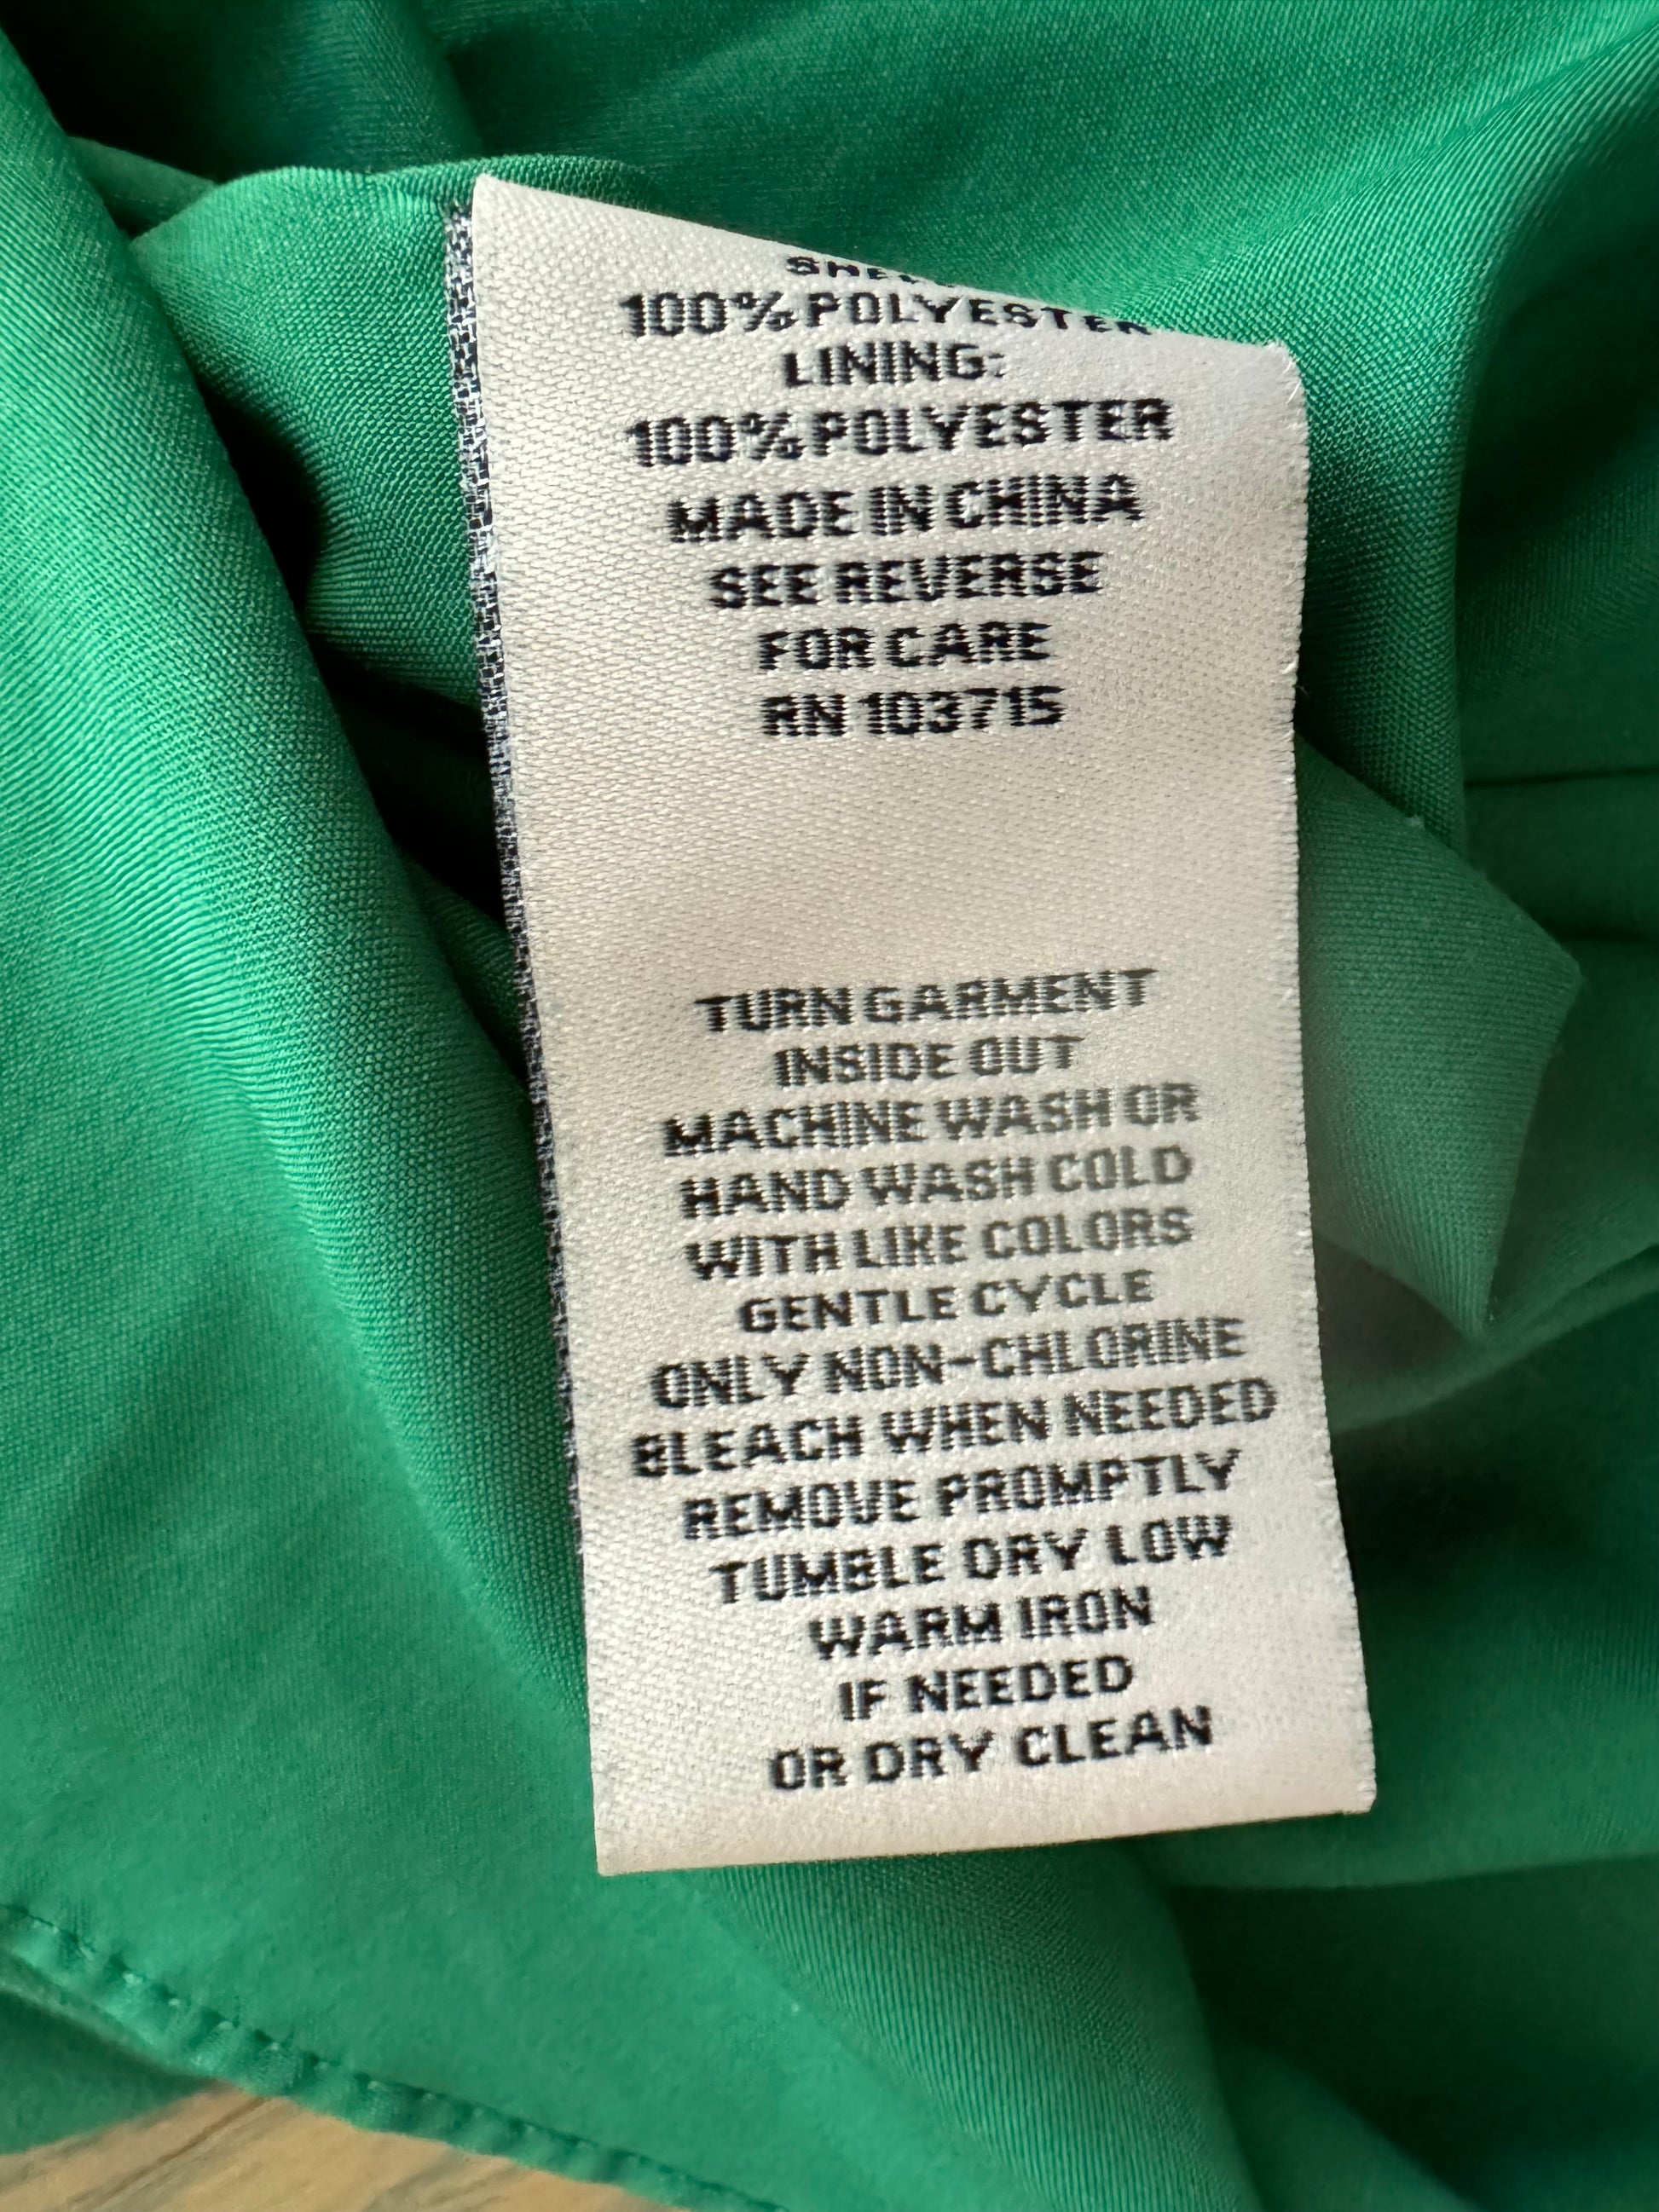 100% POLYESTER
LINING:
100% POLYESTER
MADE IN CHINA
SEE REVERSE
FOR CARE
RN 103715
TURN GARMENT
INSIDE OUT
MACHINE WASH OR
HAND WASH COLD
WITH LIKE COLORS
GENTLE CYCLE
ONLY NON-CHLORINE
BLEACH WHEN NEEDED
REMOVE PROMPTLY
TUMBLE DRY LOW
WARM IRON
IF NEEDED
OR DRY CLEAN